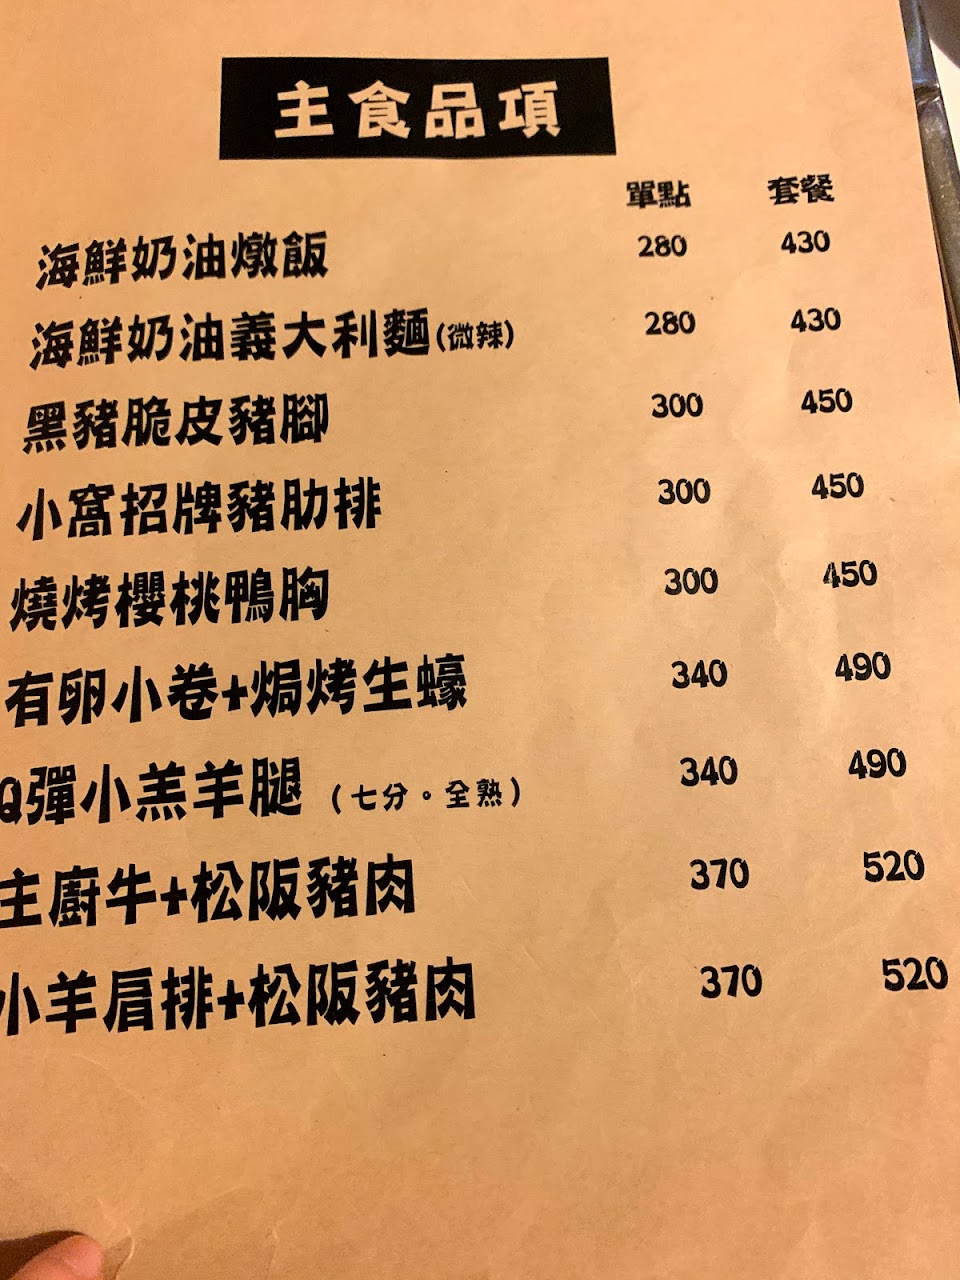 主食品項
單點 套餐
海鮮奶油燉飯 280 430
海鮮奶油義大利麵(微辣) 280 430
黑豬脆皮豬腳 300 450
小窩招牌豬肋排 300 450
燒烤櫻桃鴨胸 300 450
有卵小卷+焗烤生蠔 340 490
Q彈小羔羊腿 (七分。全熟) 340 490
主廚牛+松阪豬肉 370 520
小羊肩排+松阪豬肉 370 520